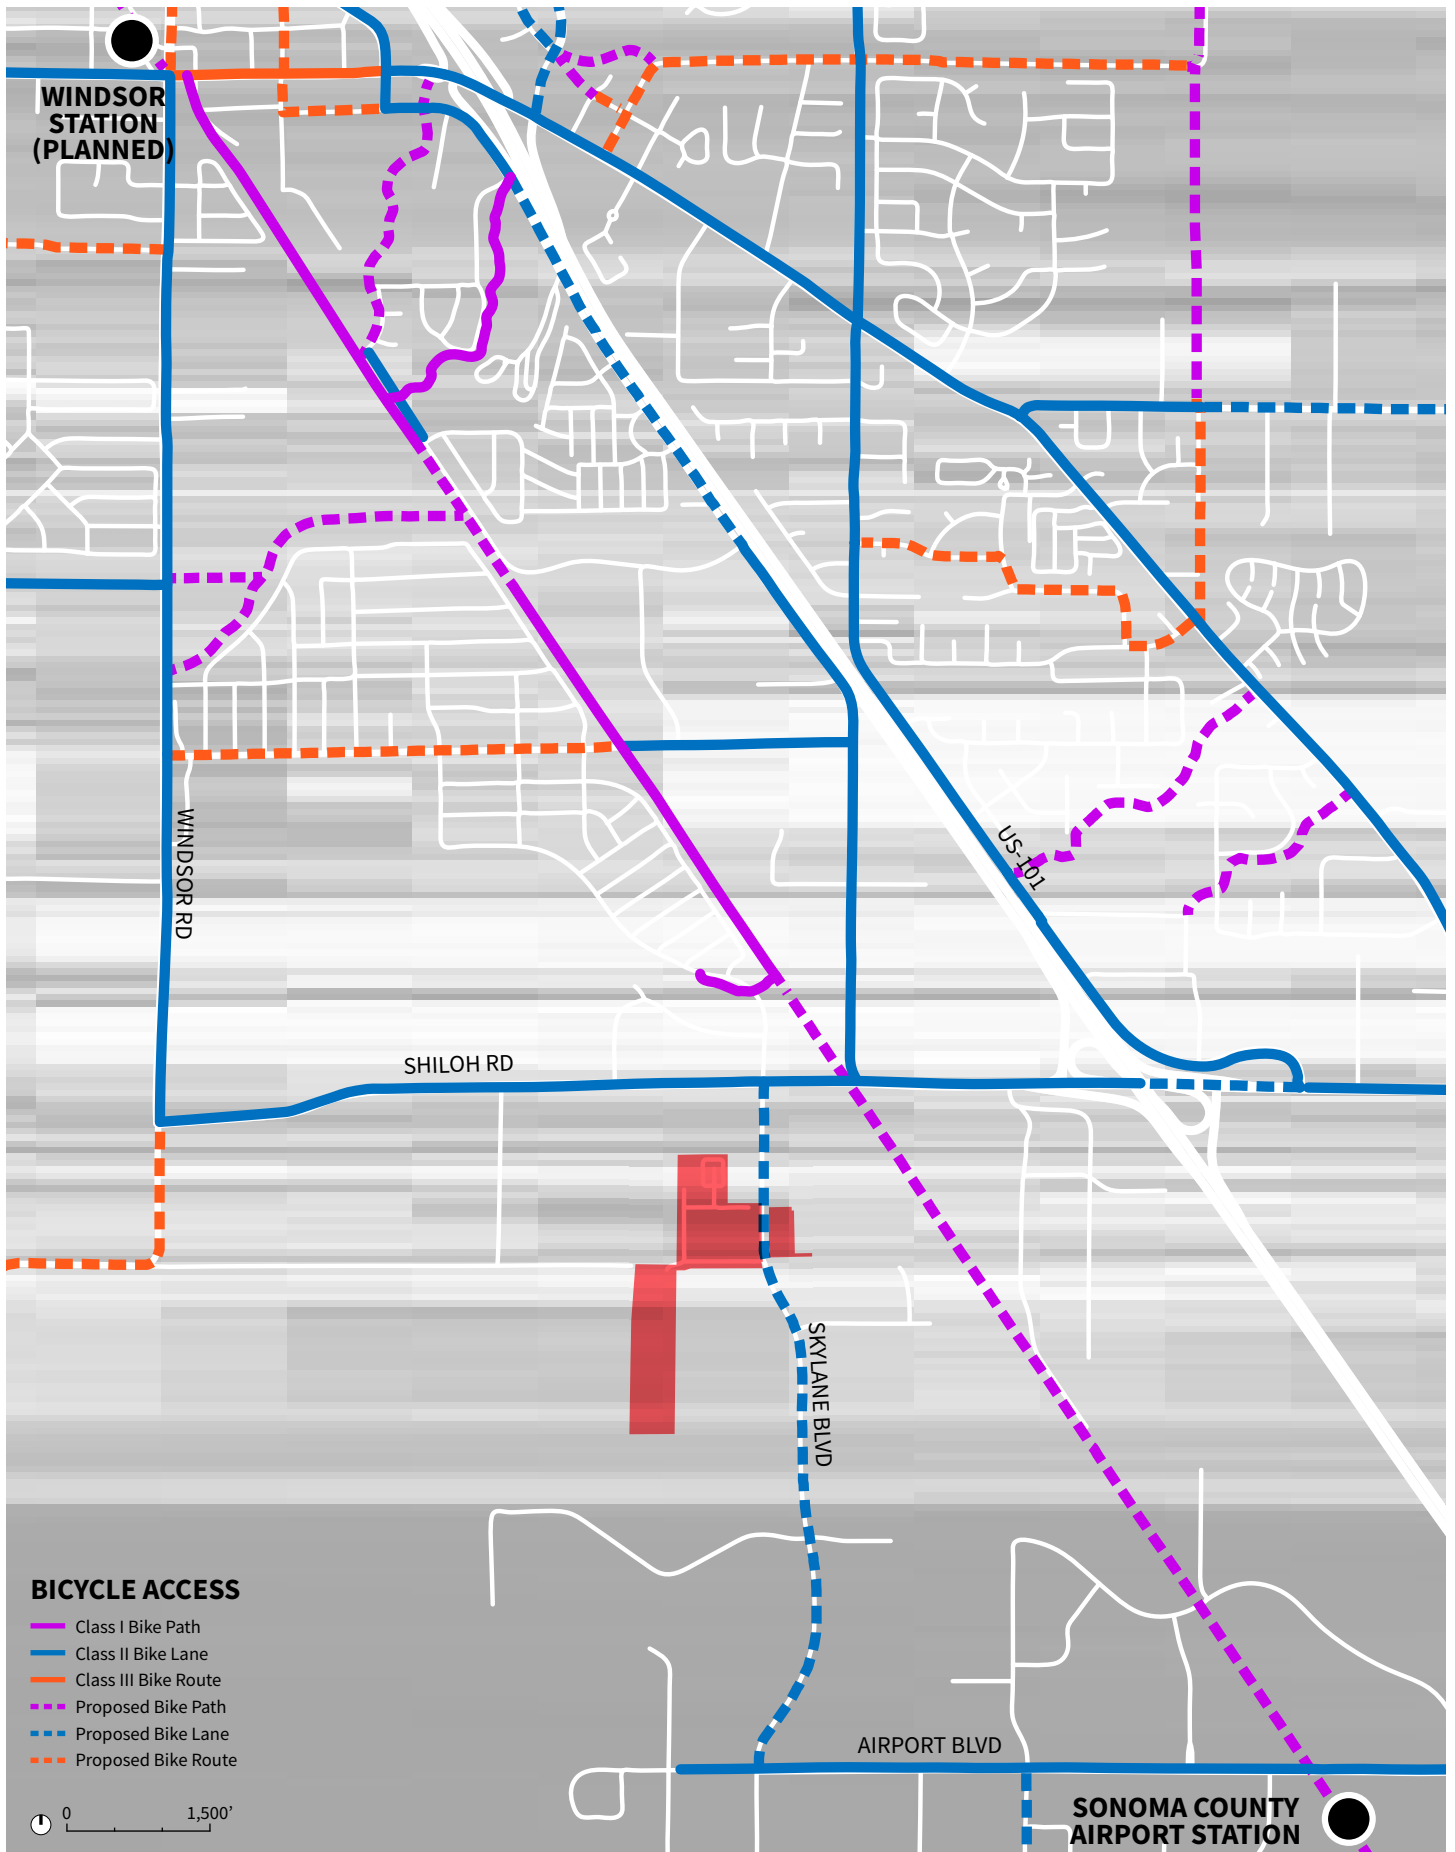 WINDSOR
STATION
(PLANNED)
WINDSOR RD
US-101
SHILOH RD
SKYLANE BLVD
BICYCLE ACCESS
Class I Bike Path
Class II Bike Lane
Class III Bike Route
Proposed Bike Path
Proposed Bike Lane
Proposed Bike Route
0 1,500’
AIRPORT BLVD
SONOMA COUNTY
AIRPORT STATION